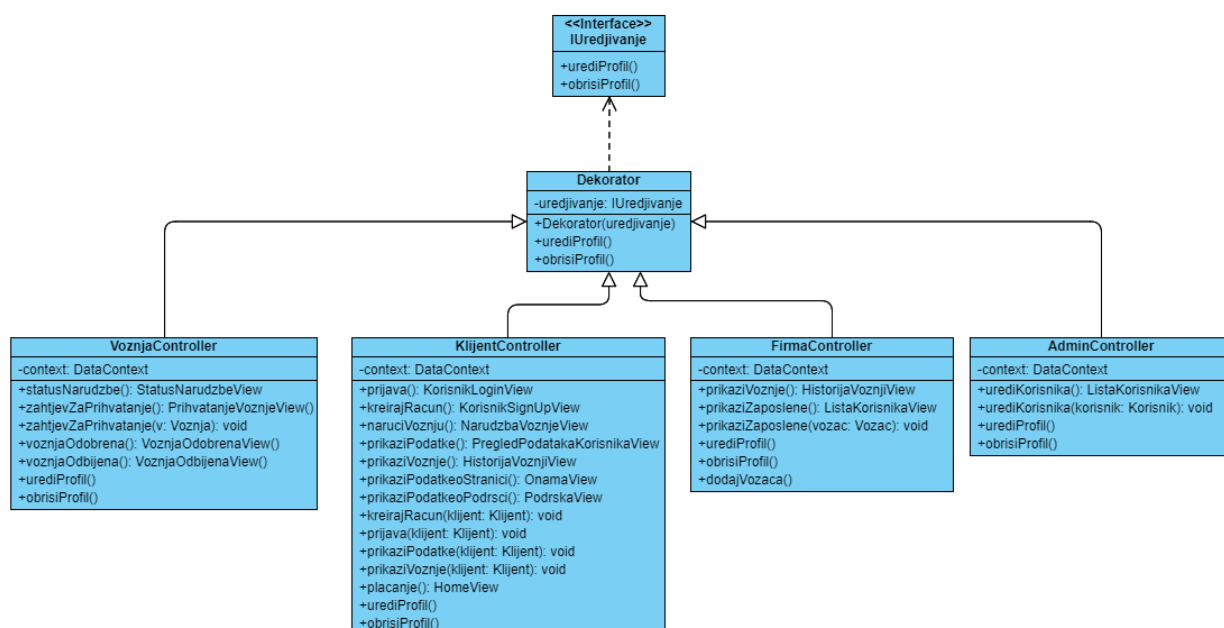 <<Interface>>
IUredjivanje
+urediProfil()
+obrisiProfil()
Dekorator
-uredjivanje: IUredjivanje
+Dekorator(uredjivanje)
+urediProfil()
+obrisiProfil()
VoznjaController
-context: DataContext
+statusNarudzbe(): StatusNarudzbeView
+zahtjevZaPrihvatanje(): PrihvatanjeVoznjeView()
+zahtjevZaPrihvatanje(v: Voznja): void
+voznjaOdobrena(): VoznjaOdobrenaView()
+voznjaOdbijena(): VoznjaOdbijenaView()
+urediProfil()
+obrisiProfil()
KlijentController
-context: DataContext
+prijava(): KorisnikLoginView
+kreirajRacun(): KorisnikSignUpView
+naruciVoznju(): NarudzbaVoznjeView
+prikaziPodatke(): PregledPodatakaKorisnikaView
+prikaziVoznje(): HistorijaVoznjiView
+prikaziPodatkeoStranici(): OnamaView
+prikaziPodatkeoPodrsci(): PodrskaView
+kreirajRacun(klijent: Klijent): void
+prijava(klijent: Klijent): void
+prikaziPodatke(klijent: Klijent): void
+prikaziVoznje(klijent: Klijent): void
+placanje(): HomeView
+urediProfil()
+obrisiProfil()
FirmaController
-context: DataContext
+prikaziVoznje(): HistorijaVoznjiView
+prikaziZaposlene(): ListaKorisnikaView
+prikaziZaposlene(vozac: Vozac): void
+urediProfil()
+obrisiProfil()
+dodajVozaca()
AdminController
-context: DataContext
+urediKorisnika(): ListaKorisnikaView
+urediKorisnika(korisnik: Korisnik): void
+urediProfil()
+obrisiProfil()